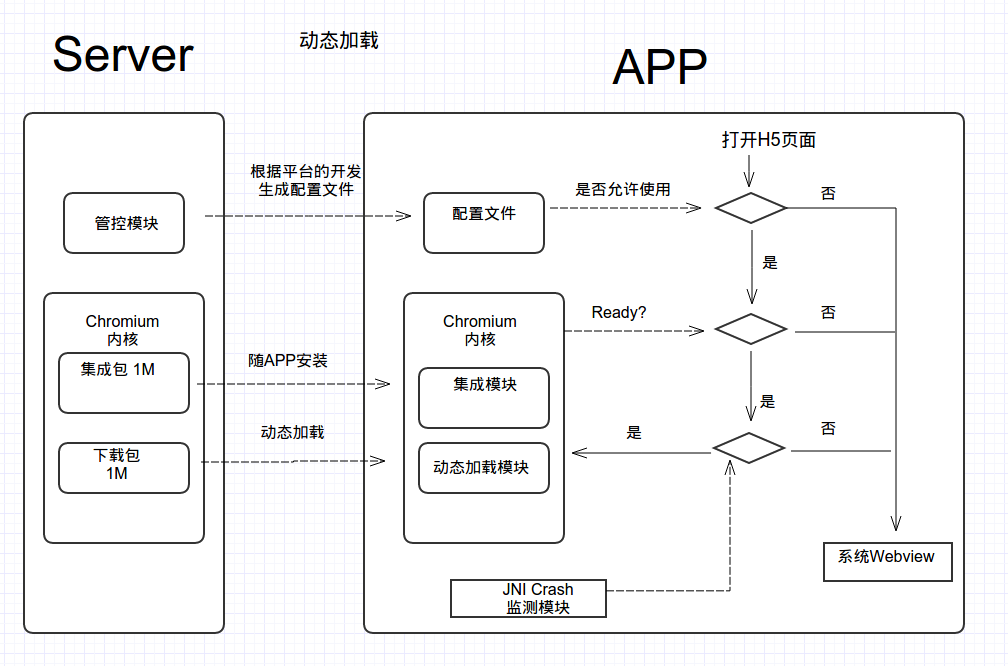 Server
动态加载
APP
打开H5页面
根据平台的开发
生成配置文件
是否允许使用
否
管控模块
配置文件
是
Chromium
内核
Chromium
内核
Ready?
否
集成包 1M
随APP安装
集成模块
是
动态加载
是
否
下载包
1M
动态加载模块
系统Webview
JNI Crash
监测模块